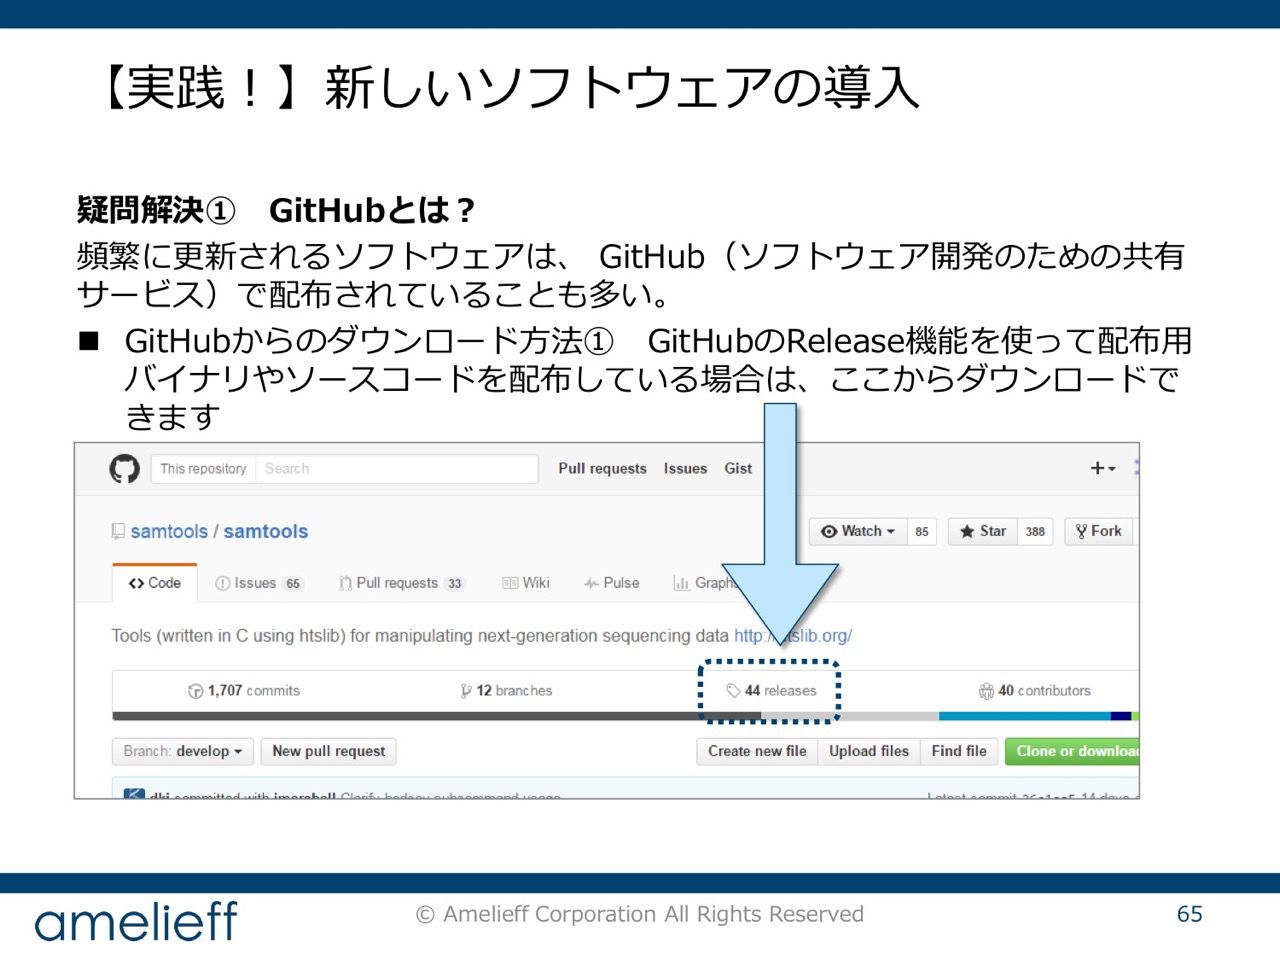 【実践！】新しいソフトウェアの導入
疑問解決①　GitHubとは？
頻繁に更新されるソフトウェアは、 GitHub（ソフトウェア開発のための共有
サービス）で配布されていることも多い。
■ GitHubからのダウンロード方法①　GitHubのRelease機能を使って配布用
バイナリやソースコードを配布している場合は、ここからダウンロードで
きます
This repository Search Pull requests Issues Gist
samtools / samtools Watch 85 Star 388 Fork
Code Issues 65 Pull requests 33 Wiki Pulse Graphs
Tools (written in C using htslib) for manipulating next-generation sequencing data http://htslib.org/
1,707 commits 12 branches 44 releases 40 contributors
Branch: develop New pull request Create new file Upload files Find file Clone or download
committed with Latest commit
amelieff © Amelieff Corporation All Rights Reserved 65